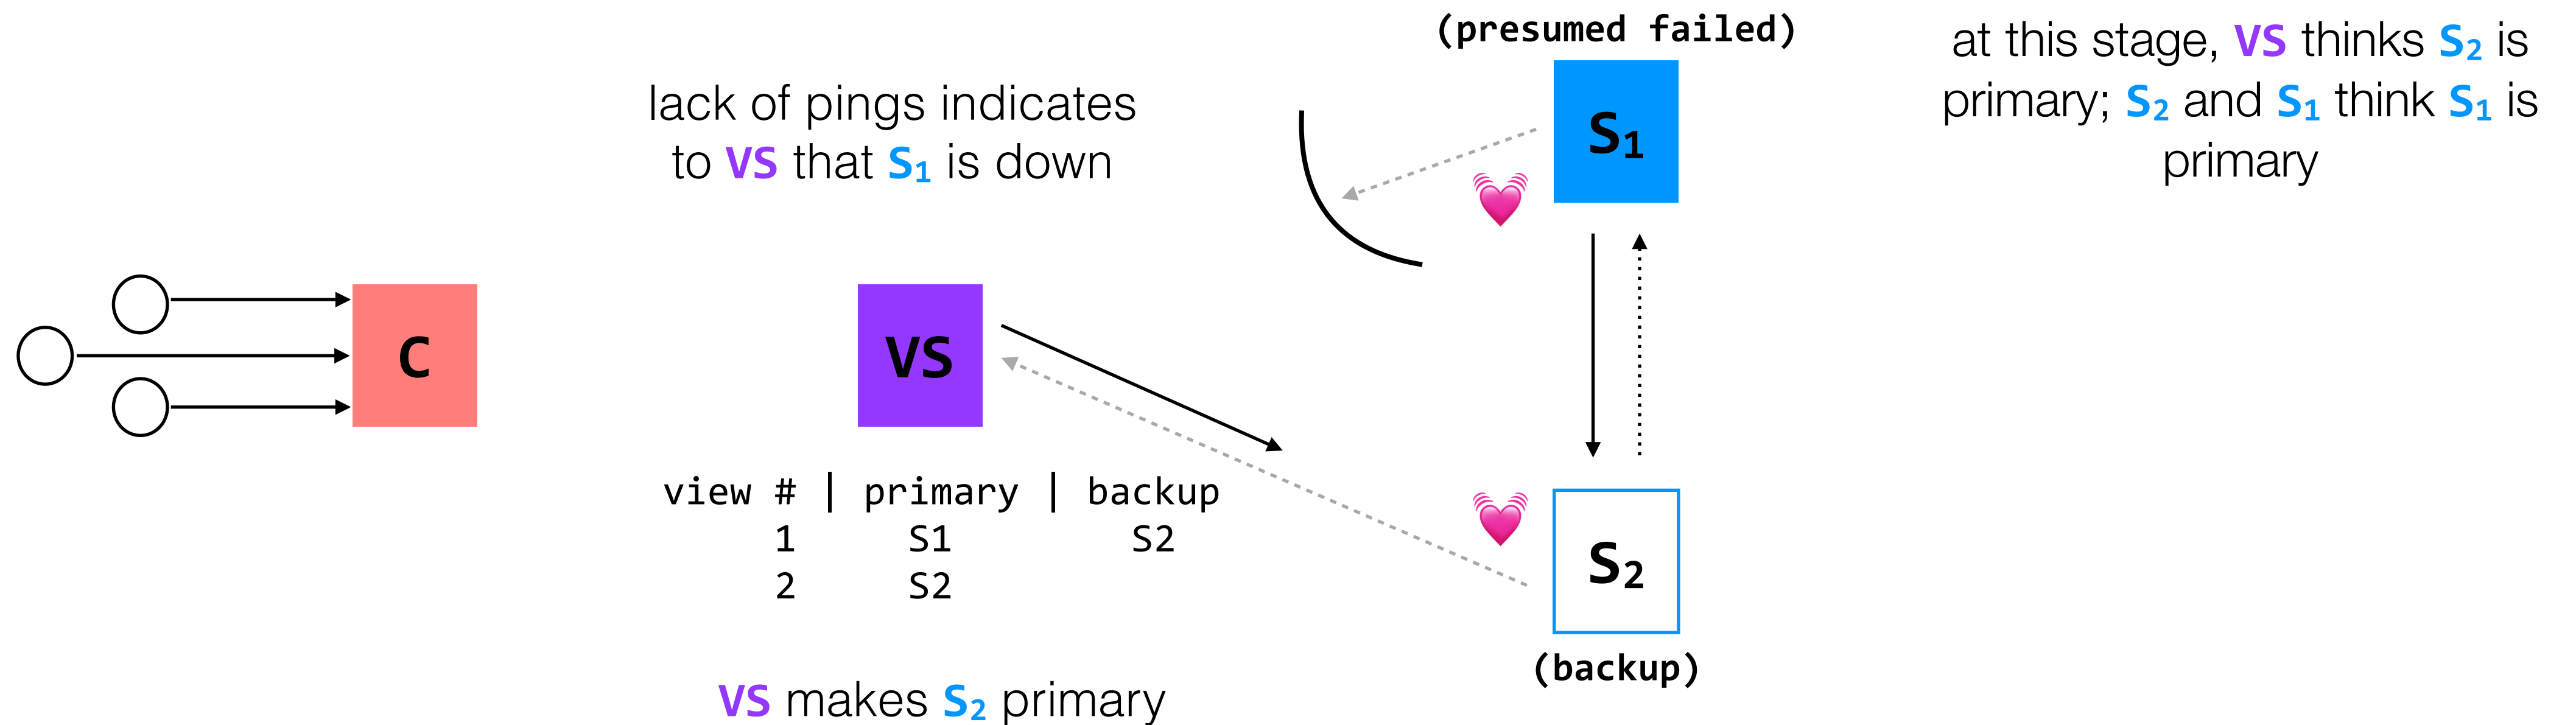 (presumed failed)
at this stage, VS thinks S₂ is
primary; S₂ and S₁ think S₁ is
primary
lack of pings indicates
to VS that S₁ is down
S₁
C
VS
view # | primary | backup
1 S1 S2
2 S2
S₂
(backup)
VS makes S₂ primary